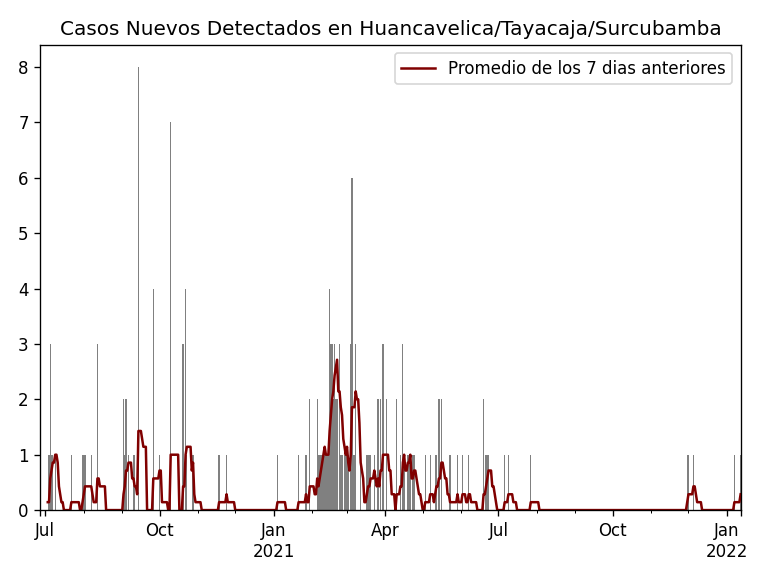 Casos Nuevos Detectados en Huancavelica/Tayacaja/Surcubamba
Promedio de los 7 dias anteriores
8
7
6
5
4
3
2
1
0
Jul
Oct
Jan
2021
Apr
Jul
Oct
Jan
2022